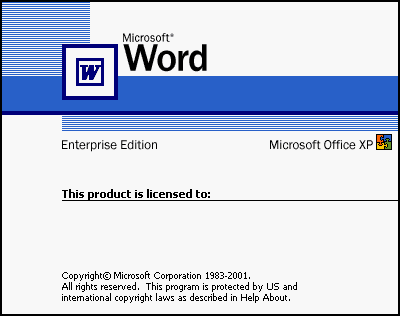 Microsoft®
Word
W
Enterprise Edition
Microsoft Office XP
This product is licensed to:
Copyright© Microsoft Corporation 1983-2001.
All rights reserved.  This program is protected by US and
international copyright laws as described in Help About.